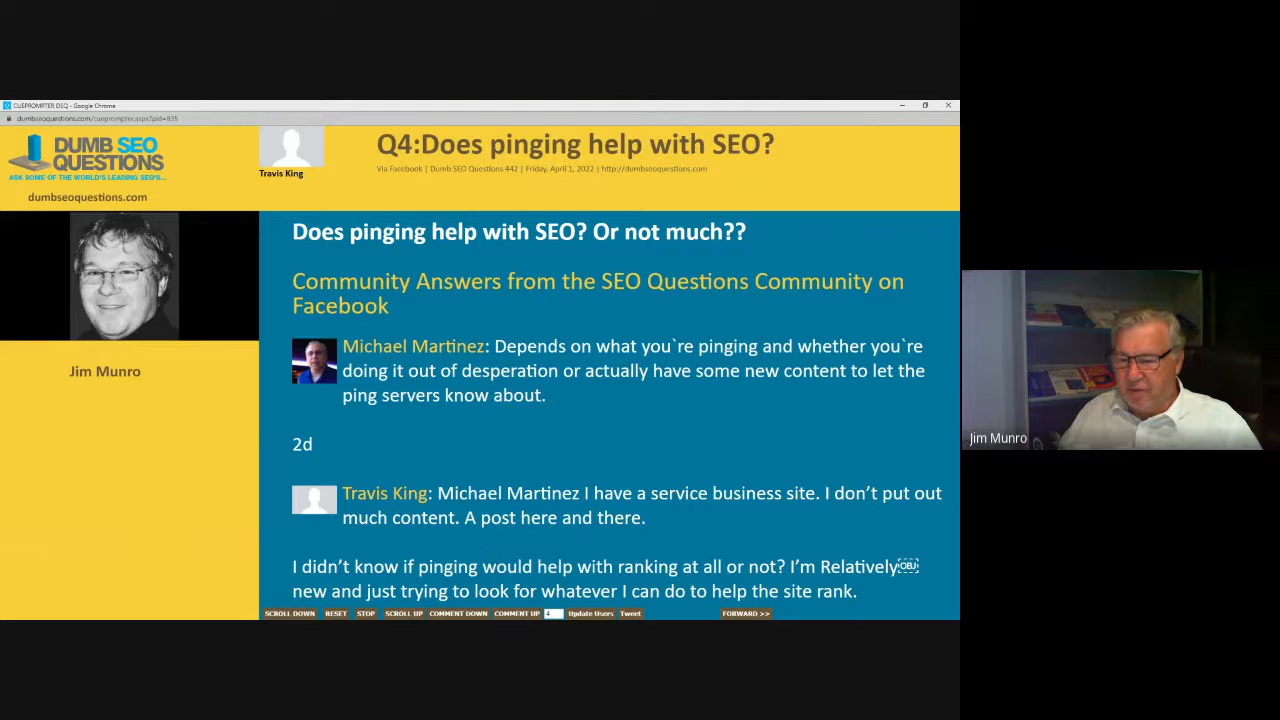 CUEPROMPTER DSQ - Google Chrome
dumbseoquestions.com/cueprompter.aspx?pid=835
DUMB SEO
QUESTIONS
ASK SOME OF THE WORLD'S LEADING SEO'S...
dumbseoquestions.com
Travis King
Q4:Does pinging help with SEO?
Via Facebook | Dumb SEO Questions 442 | Friday, April 1, 2022 | http://dumbseoquestions.com
Jim Munro
Does pinging help with SEO? Or not much??
Community Answers from the SEO Questions Community on
Facebook
Michael Martinez: Depends on what you`re pinging and whether you`re
doing it out of desperation or actually have some new content to let the
ping servers know about.
2d
Travis King: Michael Martinez I have a service business site. I don’t put out
much content. A post here and there.
I didn’t know if pinging would help with ranking at all or not? I’m Relatively￼
new and just trying to look for whatever I can do to help the site rank.
SCROLL DOWN RESET STOP SCROLL UP COMMENT DOWN COMMENT UP 4 Update Users Tweet FORWARD >>
Jim Munro